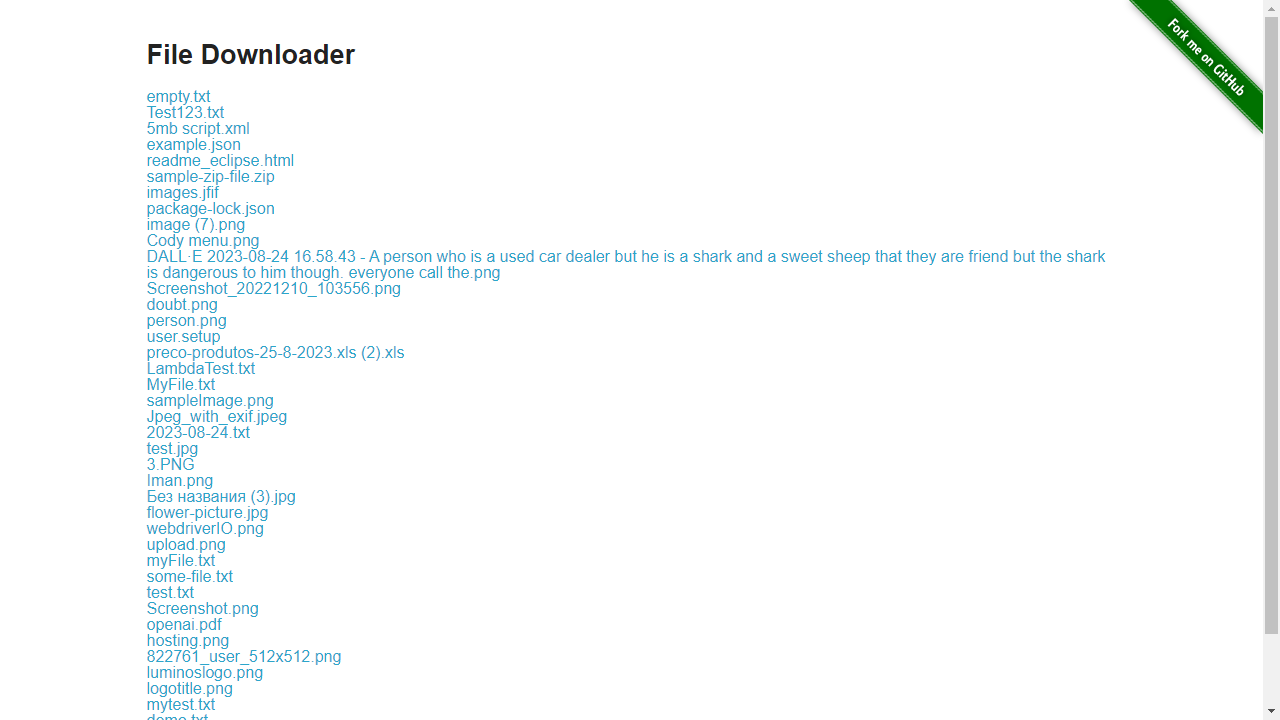 File Downloader
Fork me on GitHub
empty.txt
Test123.txt
5mb script.xml
example.json
readme_eclipse.html
sample-zip-file.zip
images.jfif
package-lock.json
image (7).png
Cody menu.png
DALL·E 2023-08-24 16.58.43 - A person who is a used car dealer but he is a shark and a sweet sheep that they are friend but the shark
is dangerous to him though. everyone call the.png
Screenshot_20221210_103556.png
doubt.png
person.png
user.setup
preco-produtos-25-8-2023.xls (2).xls
LambdaTest.txt
MyFile.txt
sampleImage.png
Jpeg_with_exif.jpeg
2023-08-24.txt
test.jpg
3.PNG
Iman.png
Без названия (3).jpg
flower-picture.jpg
webdriverIO.png
upload.png
myFile.txt
some-file.txt
test.txt
Screenshot.png
openai.pdf
hosting.png
822761_user_512x512.png
luminoslogo.png
logotitle.png
mytest.txt
demo.txt